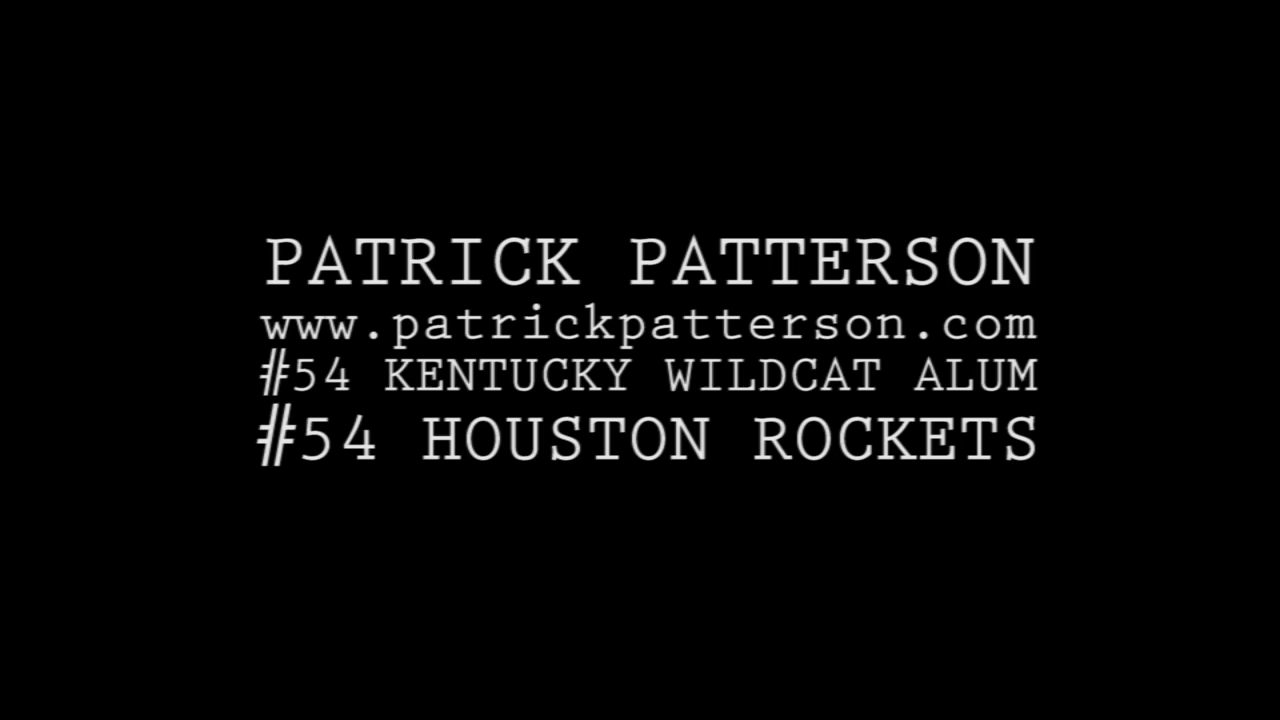 PATRICK PATTERSON
www.patrickpatterson.com
#54 KENTUCKY WILDCAT ALUM
#54 HOUSTON ROCKETS